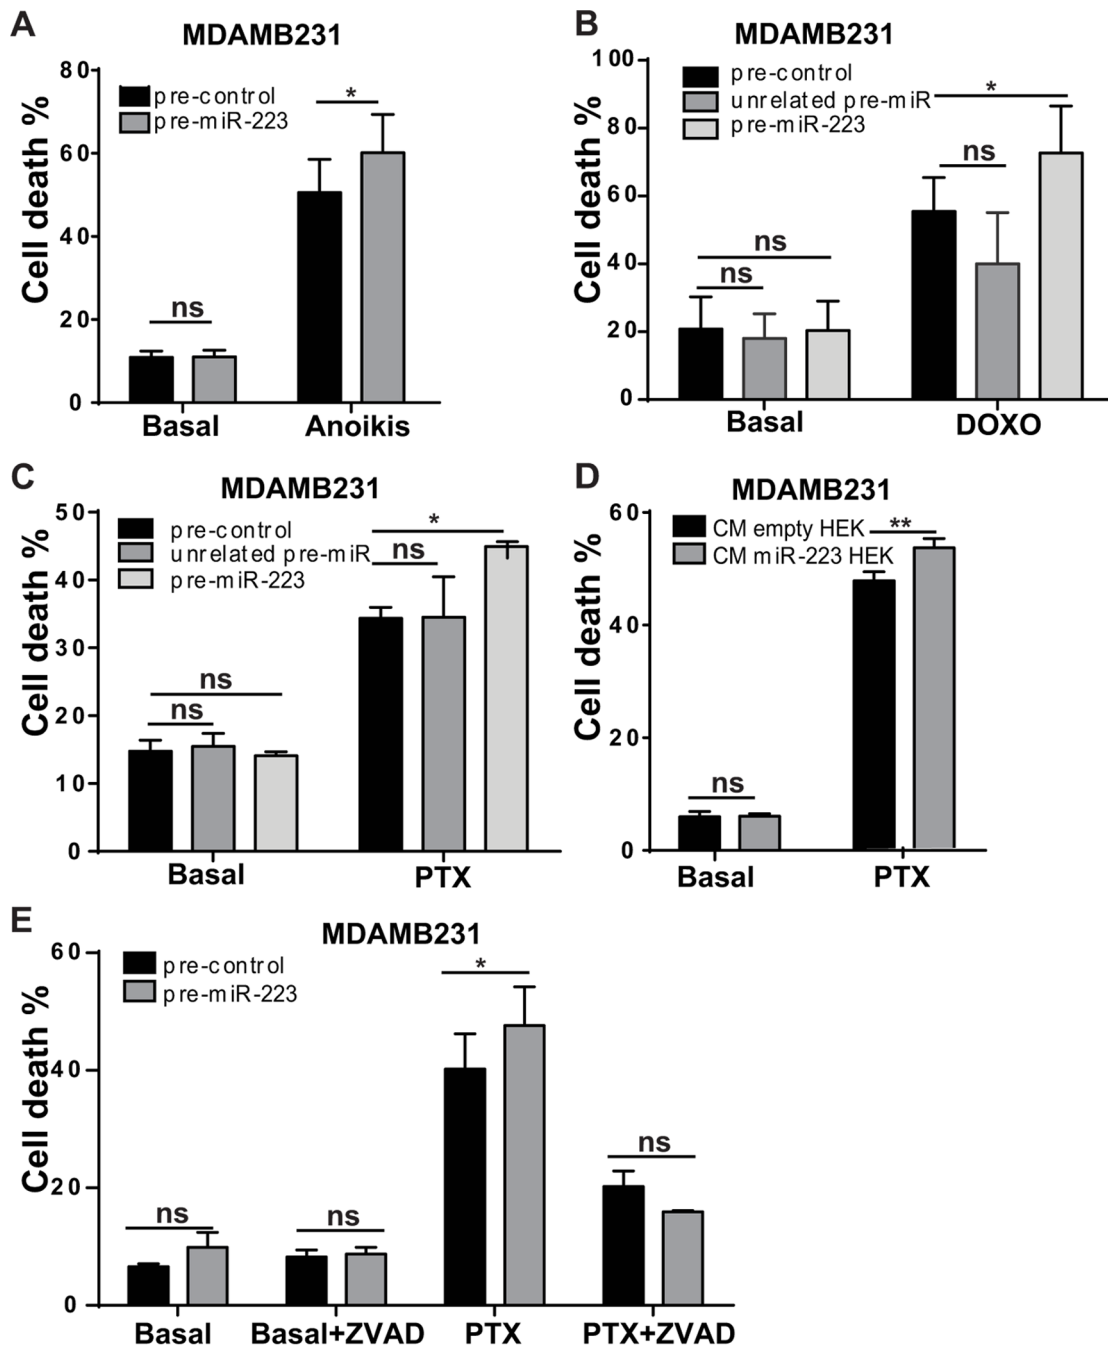 A
MDAMB231
Cell death %
80
60
40
20
0
pre-control
pre-miR-223
*
ns
Basal
Anoikis
B
MDAMB231
Cell death %
100
80
60
40
20
0
pre-control
unrelated pre-miR
pre-miR-223
*
ns
ns
ns
Basal
DOXO
C
MDAMB231
Cell death %
50
40
30
20
10
0
pre-control
unrelated pre-miR
pre-miR-223
*
ns
ns
ns
Basal
PTX
D
MDAMB231
Cell death %
60
40
20
0
CM empty HEK
CM miR-223 HEK
**
ns
Basal
PTX
E
MDAMB231
Cell death %
60
40
20
0
pre-control
pre-miR-223
*
ns
ns
ns
Basal
Basal+ZVAD
PTX
PTX+ZVAD